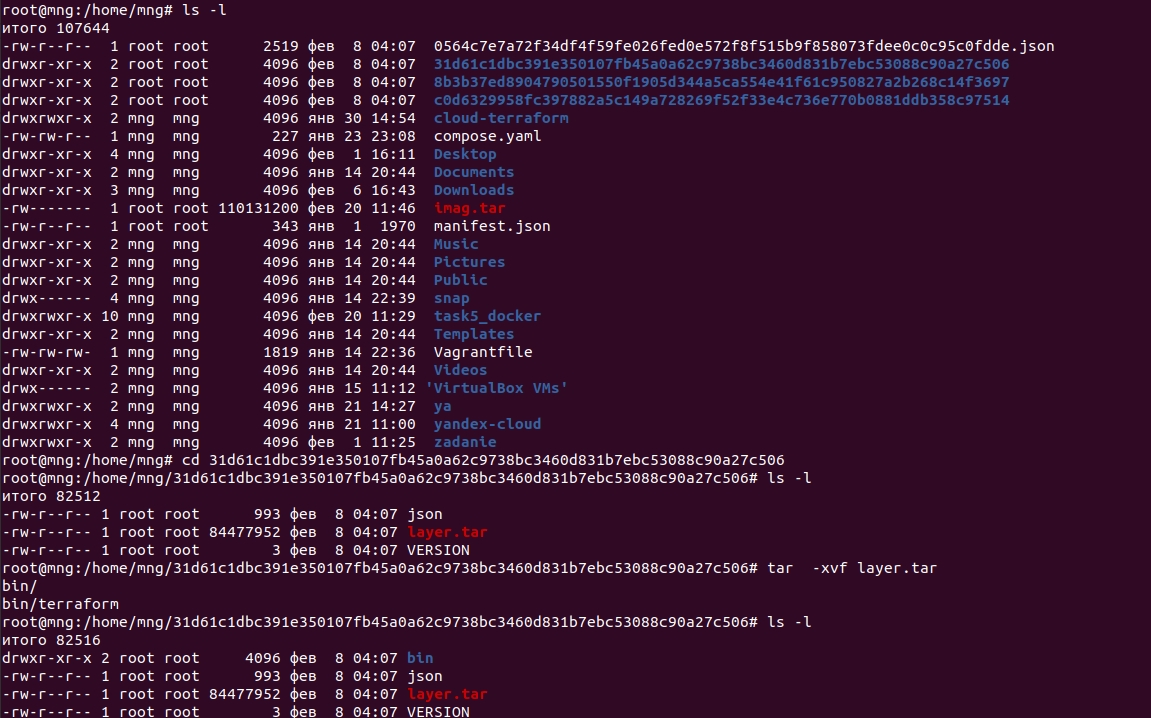 root@mng:/home/mng# ls -l
итого 107644
-rw-r--r--  1 root root      2519 фев  8 04:07  0564c7e7a72f34df4f59fe026fed0e572f8f515b9f858073fdee0c0c95c0fdde.json
drwxr-xr-x  2 root root      4096 фев  8 04:07  31d61c1dbc391e350107fb45a0a62c9738bc3460d831b7ebc53088c90a27c506
drwxr-xr-x  2 root root      4096 фев  8 04:07  8b3b37ed8904790501550f1905d344a5ca554e41f61c950827a2b268c14f3697
drwxr-xr-x  2 root root      4096 фев  8 04:07  c0d6329958fc397882a5c149a728269f52f33e4c736e770b0881ddb358c97514
drwxrwxr-x  2 mng  mng       4096 янв 30 14:54  cloud-terraform
-rw-rw-r--  1 mng  mng        227 янв 23 23:08  compose.yaml
drwxr-xr-x  4 mng  mng       4096 фев  1 16:11  Desktop
drwxr-xr-x  2 mng  mng       4096 янв 14 20:44  Documents
drwxr-xr-x  3 mng  mng       4096 фев  6 16:43  Downloads
-rw-------  1 root root 110131200 фев 20 11:46  imag.tar
-rw-r--r--  1 root root       343 янв  1  1970  manifest.json
drwxr-xr-x  2 mng  mng       4096 янв 14 20:44  Music
drwxr-xr-x  2 mng  mng       4096 янв 14 20:44  Pictures
drwxr-xr-x  2 mng  mng       4096 янв 14 20:44  Public
drwx------  4 mng  mng       4096 янв 14 22:39  snap
drwxrwxr-x 10 mng  mng       4096 фев 20 11:29  task5_docker
drwxr-xr-x  2 mng  mng       4096 янв 14 20:44  Templates
-rw-rw-rw-  1 mng  mng       1819 янв 14 22:36  Vagrantfile
drwxr-xr-x  2 mng  mng       4096 янв 14 20:44  Videos
drwx------  2 mng  mng       4096 янв 15 11:12 'VirtualBox VMs'
drwxrwxr-x  2 mng  mng       4096 янв 21 14:27  ya
drwxrwxr-x  4 mng  mng       4096 янв 21 11:00  yandex-cloud
drwxrwxr-x  2 mng  mng       4096 фев  1 11:25  zadanie
root@mng:/home/mng# cd 31d61c1dbc391e350107fb45a0a62c9738bc3460d831b7ebc53088c90a27c506
root@mng:/home/mng/31d61c1dbc391e350107fb45a0a62c9738bc3460d831b7ebc53088c90a27c506# ls -l
итого 82512
-rw-r--r-- 1 root root      993 фев  8 04:07 json
-rw-r--r-- 1 root root 84477952 фев  8 04:07 layer.tar
-rw-r--r-- 1 root root        3 фев  8 04:07 VERSION
root@mng:/home/mng/31d61c1dbc391e350107fb45a0a62c9738bc3460d831b7ebc53088c90a27c506# tar  -xvf layer.tar
bin/
bin/terraform
root@mng:/home/mng/31d61c1dbc391e350107fb45a0a62c9738bc3460d831b7ebc53088c90a27c506# ls -l
итого 82516
drwxr-xr-x 2 root root     4096 фев  8 04:07 bin
-rw-r--r-- 1 root root      993 фев  8 04:07 json
-rw-r--r-- 1 root root 84477952 фев  8 04:07 layer.tar
-rw-r--r-- 1 root root        3 фев  8 04:07 VERSION